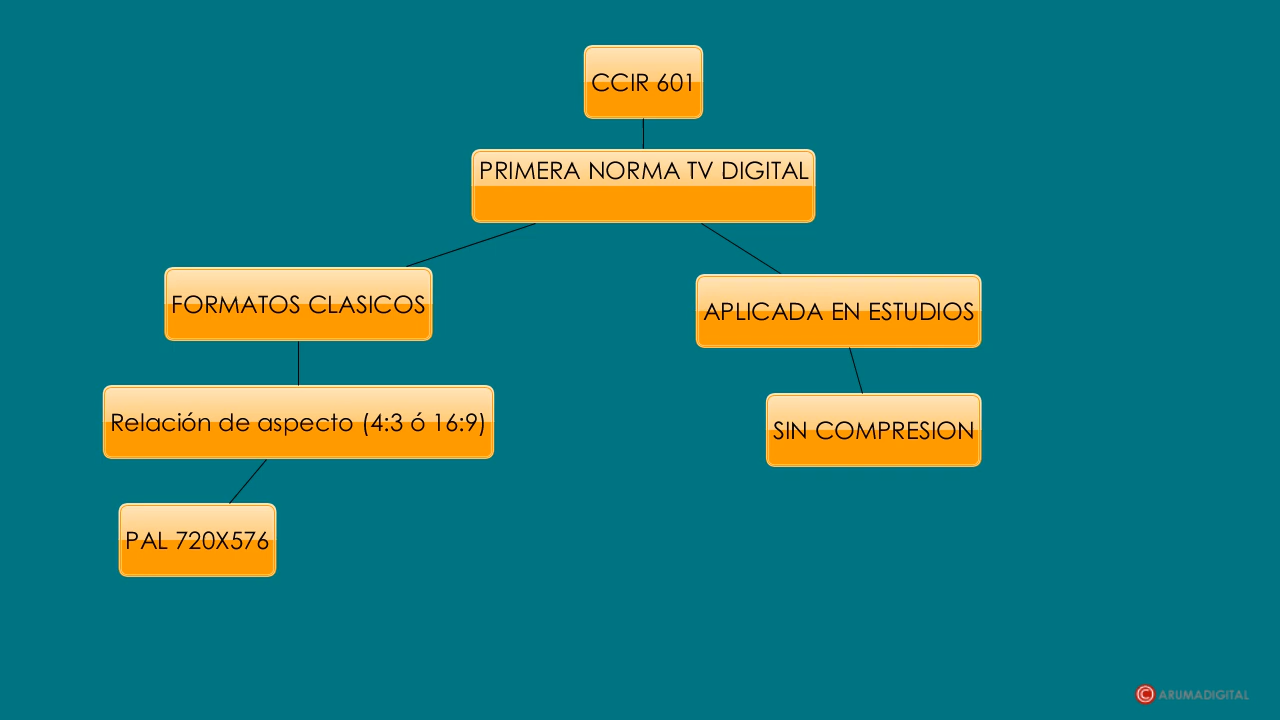 CCIR 601
PRIMERA NORMA TV DIGITAL
FORMATOS CLASICOS
APLICADA EN ESTUDIOS
Relación de aspecto (4:3 ó 16:9)
SIN COMPRESION
PAL 720X576
© ARUMADIGITAL